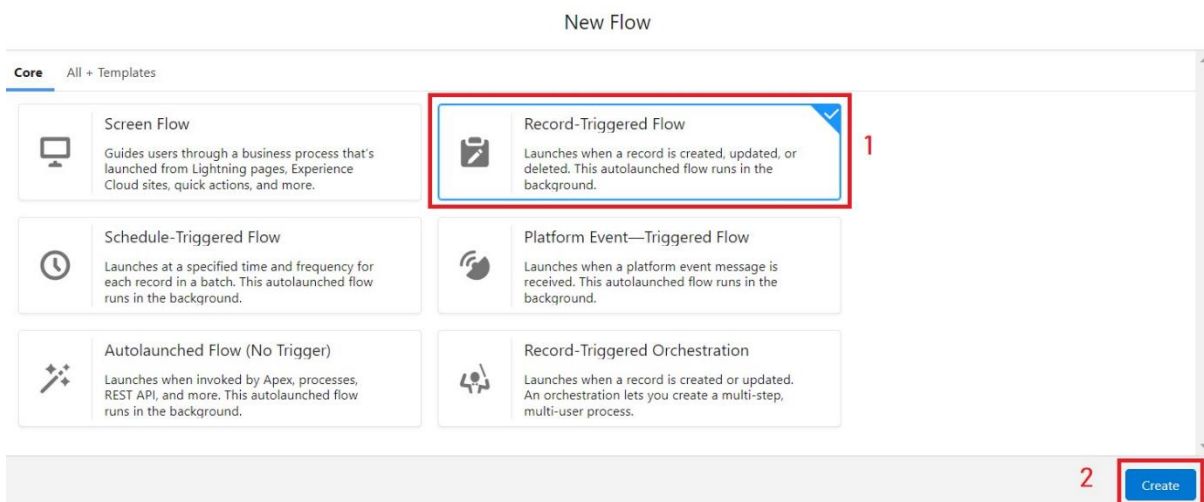 New Flow
Core All + Templates
Screen Flow
Guides users through a business process that's
launched from Lightning pages, Experience
Cloud sites, quick actions, and more.
Record-Triggered Flow
Launches when a record is created, updated, or
deleted. This autolaunched flow runs in the
background.
1
Schedule-Triggered Flow
Launches at a specified time and frequency for
each record in a batch. This autolaunched flow
runs in the background.
Platform Event—Triggered Flow
Launches when a platform event message is
received. This autolaunched flow runs in the
background.
Autolaunched Flow (No Trigger)
Launches when invoked by Apex, processes,
REST API, and more. This autolaunched flow
runs in the background.
Record-Triggered Orchestration
Launches when a record is created or updated.
An orchestration lets you create a multi-step,
multi-user process.
2
Create